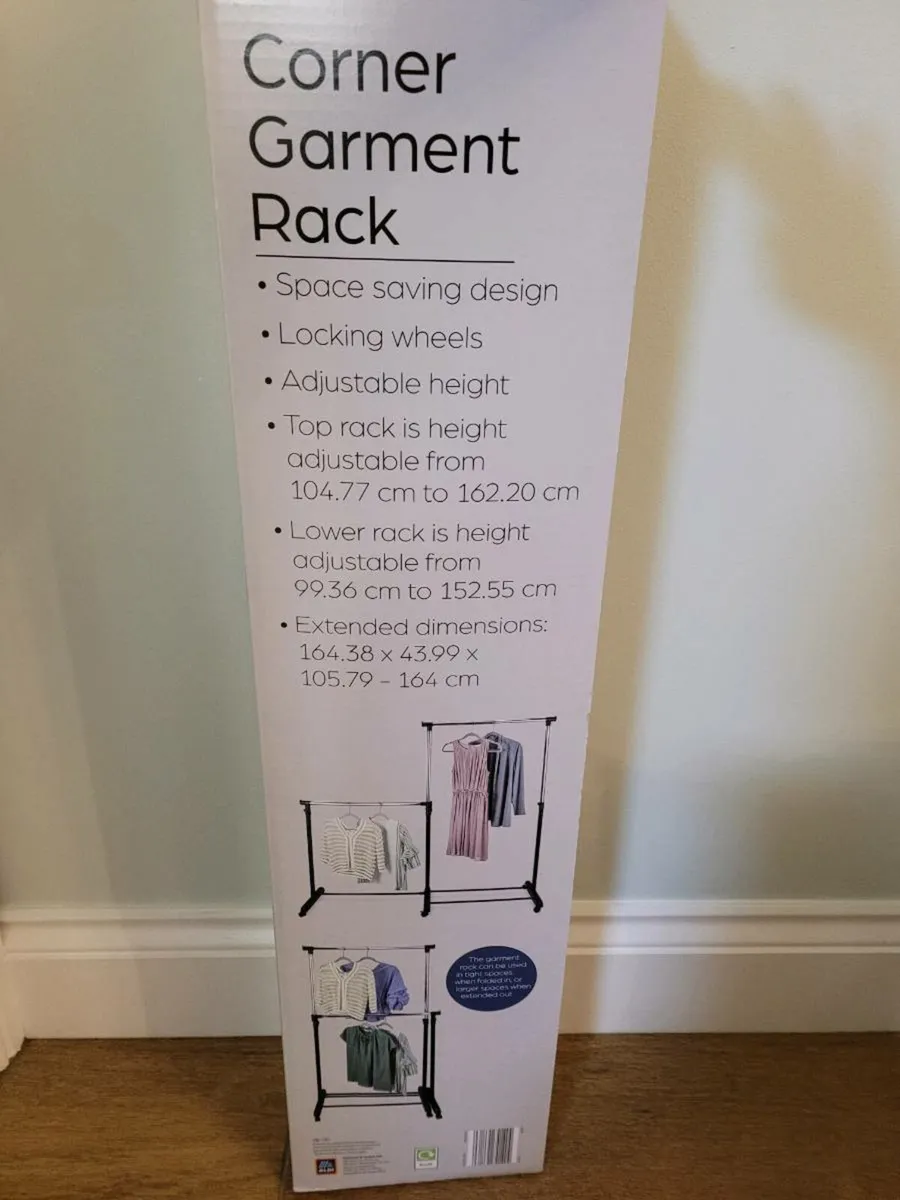 Corner
Garment
Rack
• Space saving design
• Locking wheels
• Adjustable height
• Top rack is height
adjustable from
104.77 cm to 162.20 cm
• Lower rack is height
adjustable from
99.36 cm to 152.55 cm
• Extended dimensions:
164.38 x 43.99 x
105.79 – 164 cm
The garment
rock can be used
in tight spaces
when folded in, or
larger spaces when
extended out
ALDI